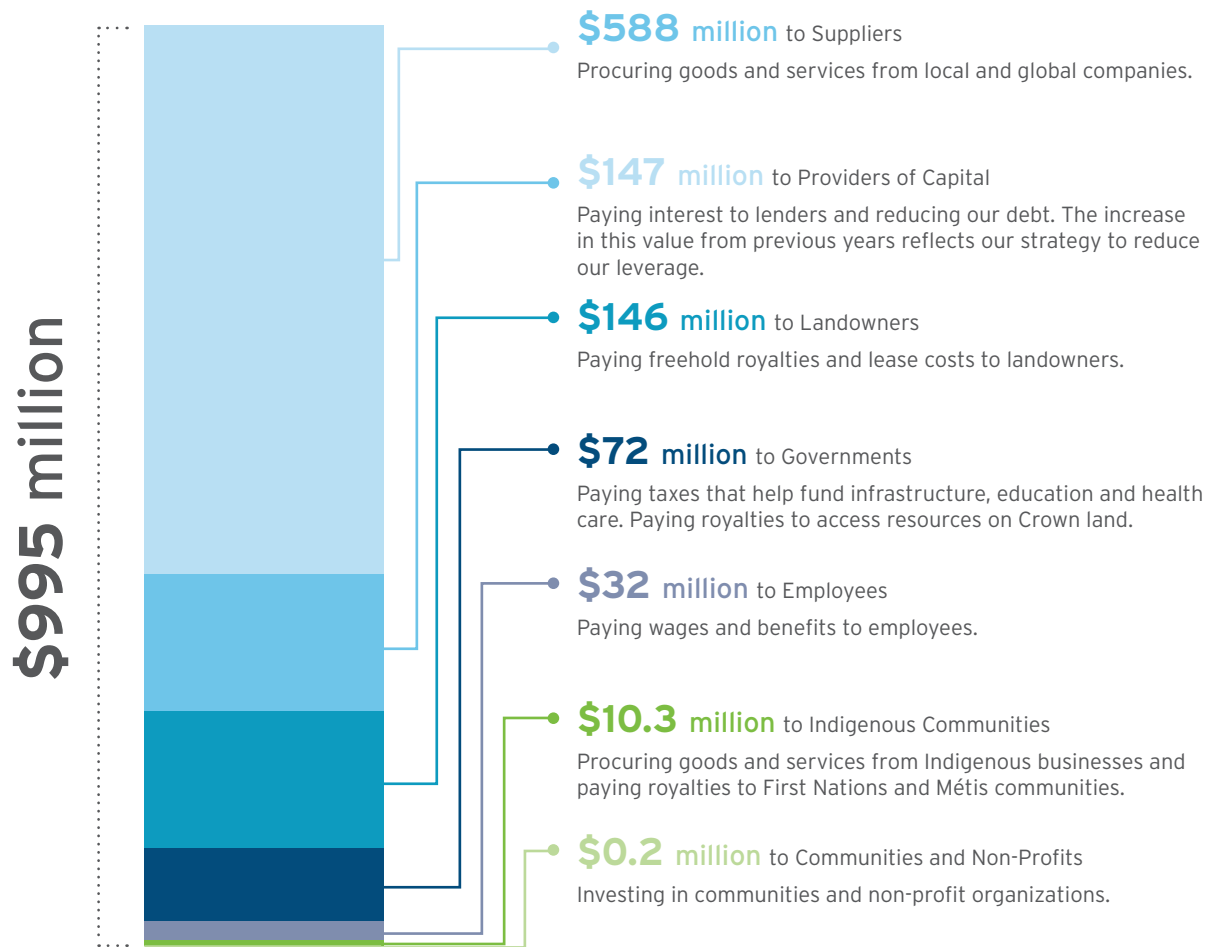 $995 million
$588 million to Suppliers
Procuring goods and services from local and global companies.
$147 million to Providers of Capital
Paying interest to lenders and reducing our debt. The increase
in this value from previous years reflects our strategy to reduce
our leverage.
$146 million to Landowners
Paying freehold royalties and lease costs to landowners.
$72 million to Governments
Paying taxes that help fund infrastructure, education and health
care. Paying royalties to access resources on Crown land.
$32 million to Employees
Paying wages and benefits to employees.
$10.3 million to Indigenous Communities
Procuring goods and services from Indigenous businesses and
paying royalties to First Nations and Métis communities.
$0.2 million to Communities and Non-Profits
Investing in communities and non-profit organizations.